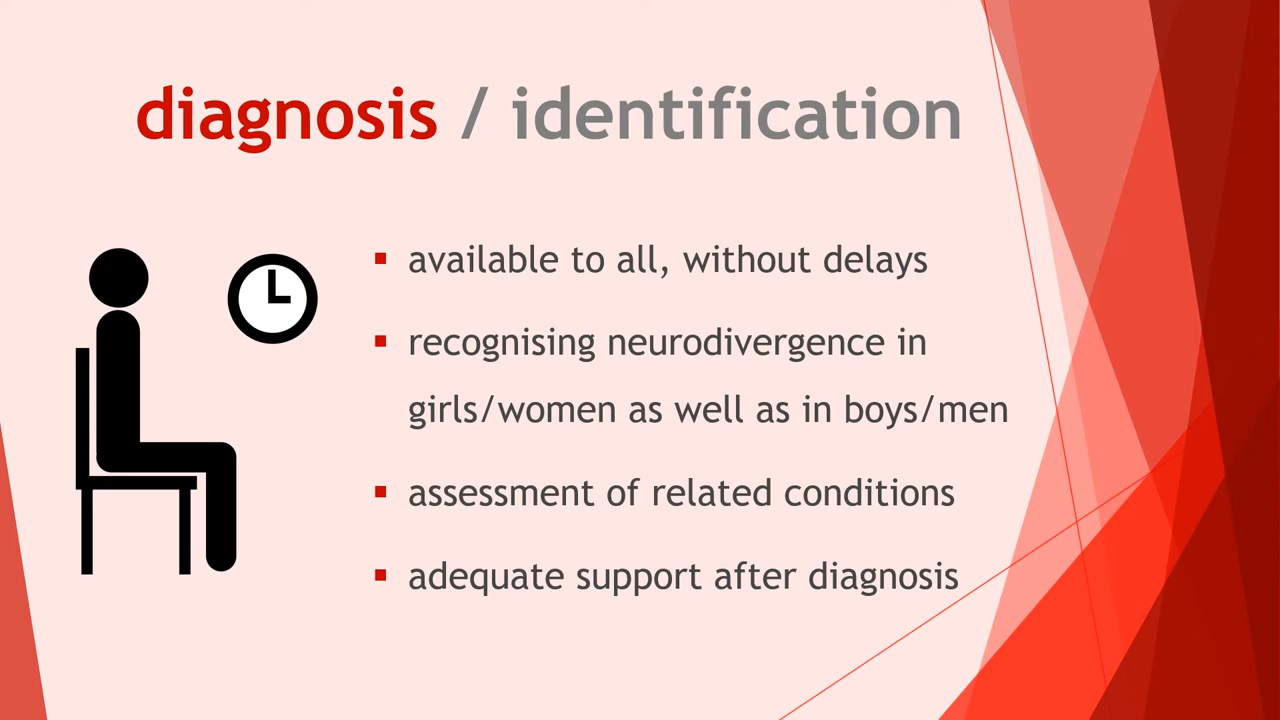 diagnosis / identification
available to all, without delays
recognising neurodivergence in
girls/women as well as in boys/men
assessment of related conditions
adequate support after diagnosis